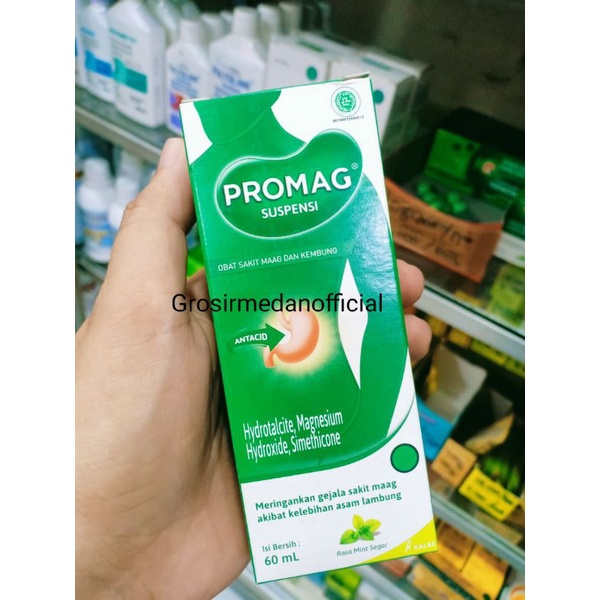 PROMAG®
SUSPENSI
OBAT SAKIT MAAG DAN KEMBUNG
Grosirmedanofficial
ANTACID
Hydrotalcite, Magnesium
Hydroxide, Simethicone
Meringankan gejala sakit maag
akibat kelebihan asam lambung
Isi Bersih :
60 mL
Rasa Mint Segar
KALBE